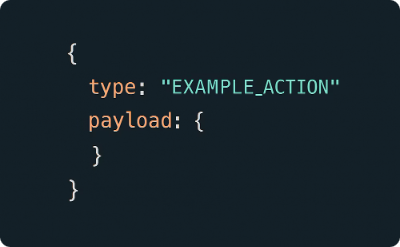 {
type: "EXAMPLE_ACTION"
payload: {
}
}